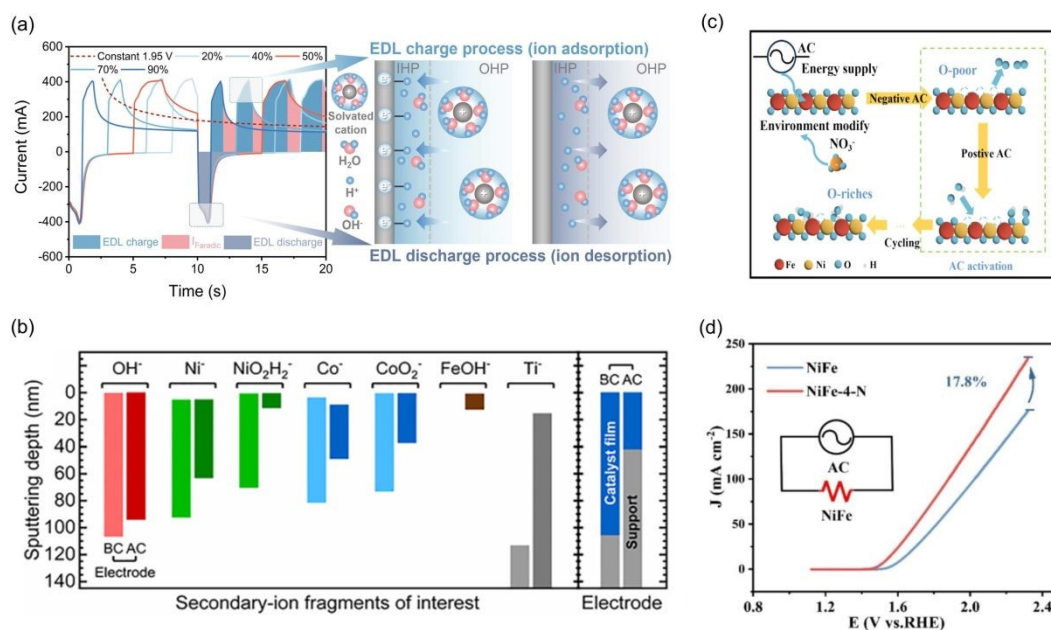 (a)
600
400
200
0
-200
-400
-600
Current (mA)
Constant 1.95 V 20% 40% 50%
70% 90%
EDL charge I_Faradic EDL discharge
0 5 10 15 20
Time (s)
EDL charge process (ion adsorption)
IHP OHP IHP OHP
Solvated
cation
H₂O
H⁺
OH⁻
EDL discharge process (ion desorption)
(c)
AC
Energy supply
O-poor
Negative AC
Environment modify
NO₃⁻
Postive AC
O-riches
Cycling
Fe Ni O H
AC activation
(b)
OH⁻ Ni⁻ NiO₂H₂⁻ Co⁻ CoO₂⁻ FeOH⁻ Ti⁻
BC AC
0
20
40
60
80
100
120
140
Sputtering depth (nm)
BC AC
Electrode
Catalyst film
Support
Secondary-ion fragments of interest
Electrode
(d)
250
200
150
100
50
0
J (mA cm⁻²)
NiFe
NiFe-4-N
17.8%
AC
NiFe
0.8 1.2 1.6 2.0 2.4
E (V vs.RHE)